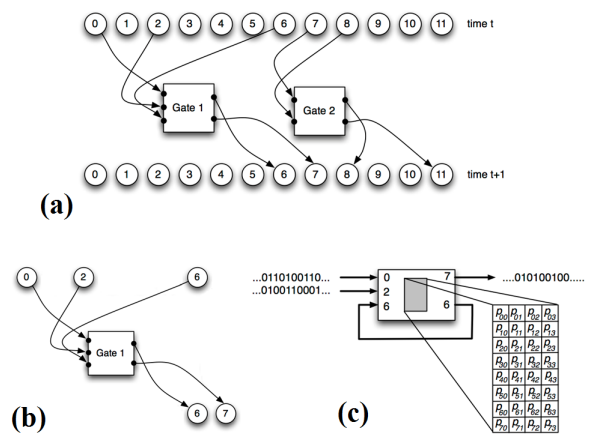 0 1 2 3 4 5 6 7 8 9 10 11 time t
Gate 1 Gate 2
0 1 2 3 4 5 6 7 8 9 10 11 time t+1
(a)
0 2 6
Gate 1
6 7
(b)
...0110100110... 0 7 ....010100100.....
...0100110001... 2
6 6
p00 p01 p02 p03
p10 p11 p12 p13
p20 p21 p22 p23
p30 p31 p32 p33
p40 p41 p42 p43
p50 p51 p52 p53
p60 p61 p62 p63
p70 p71 p72 p73
(c)